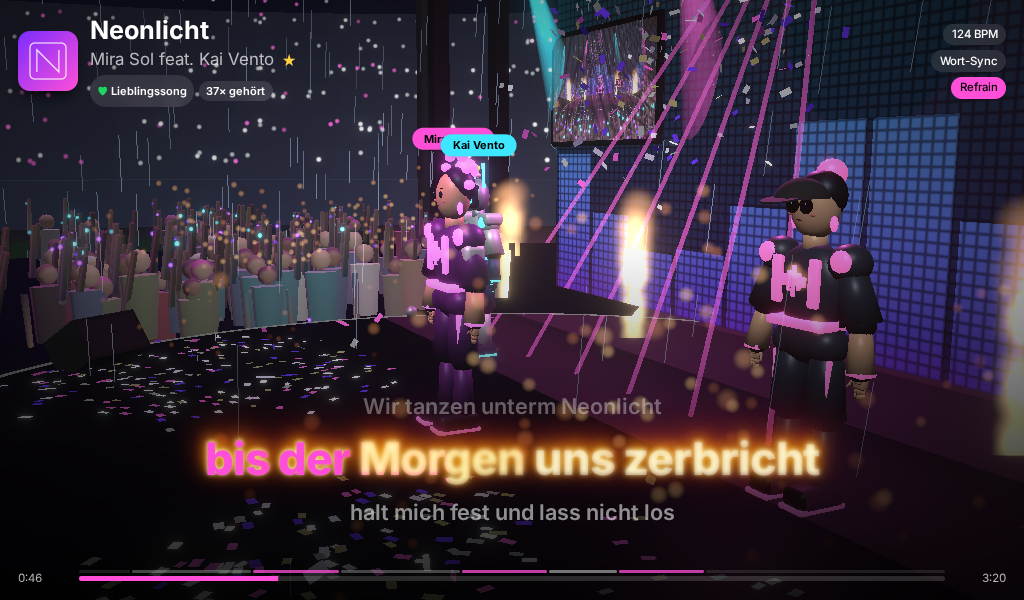 Neonlicht
Mira Sol feat. Kai Vento
Lieblingssong
37× gehört
124 BPM
Wort-Sync
Refrain
Kai Vento
Wir tanzen unterm Neonlicht
bis der Morgen uns zerbricht
halt mich fest und lass nicht los
0:46
3:20